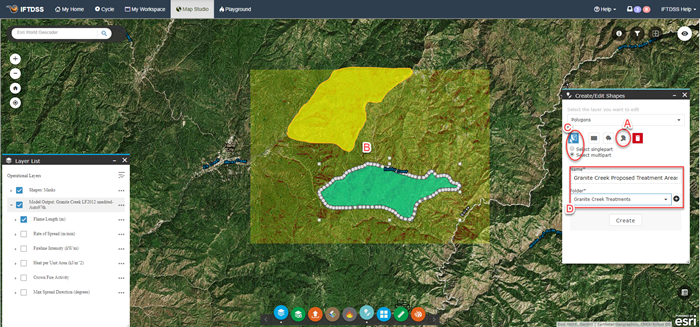 IFTDSS
My Home
Cycle
My Workspace
Map Studio
Playground
Help
IFTDSS Help
Esri World Geocoder
Create/Edit Shapes
Select the layer you want to edit
Polygons
A
C
Select singlepart
Select multipart
B
Name*
Granite Creek Proposed Treatment Areas
Folder*
Granite Creek Treatments
D
Create
Layer List
Operational Layers
Shapes: Masks
Model Output: Granite Creek LF2012 unedited-
Auto97th
Flame Length (m)
Rate of Spread (m/min)
Fireline Intensity (kW/m)
Heat per Unit Area (kJ/m^2)
Crown Fire Activity
Max Spread Direction (degrees)
esri